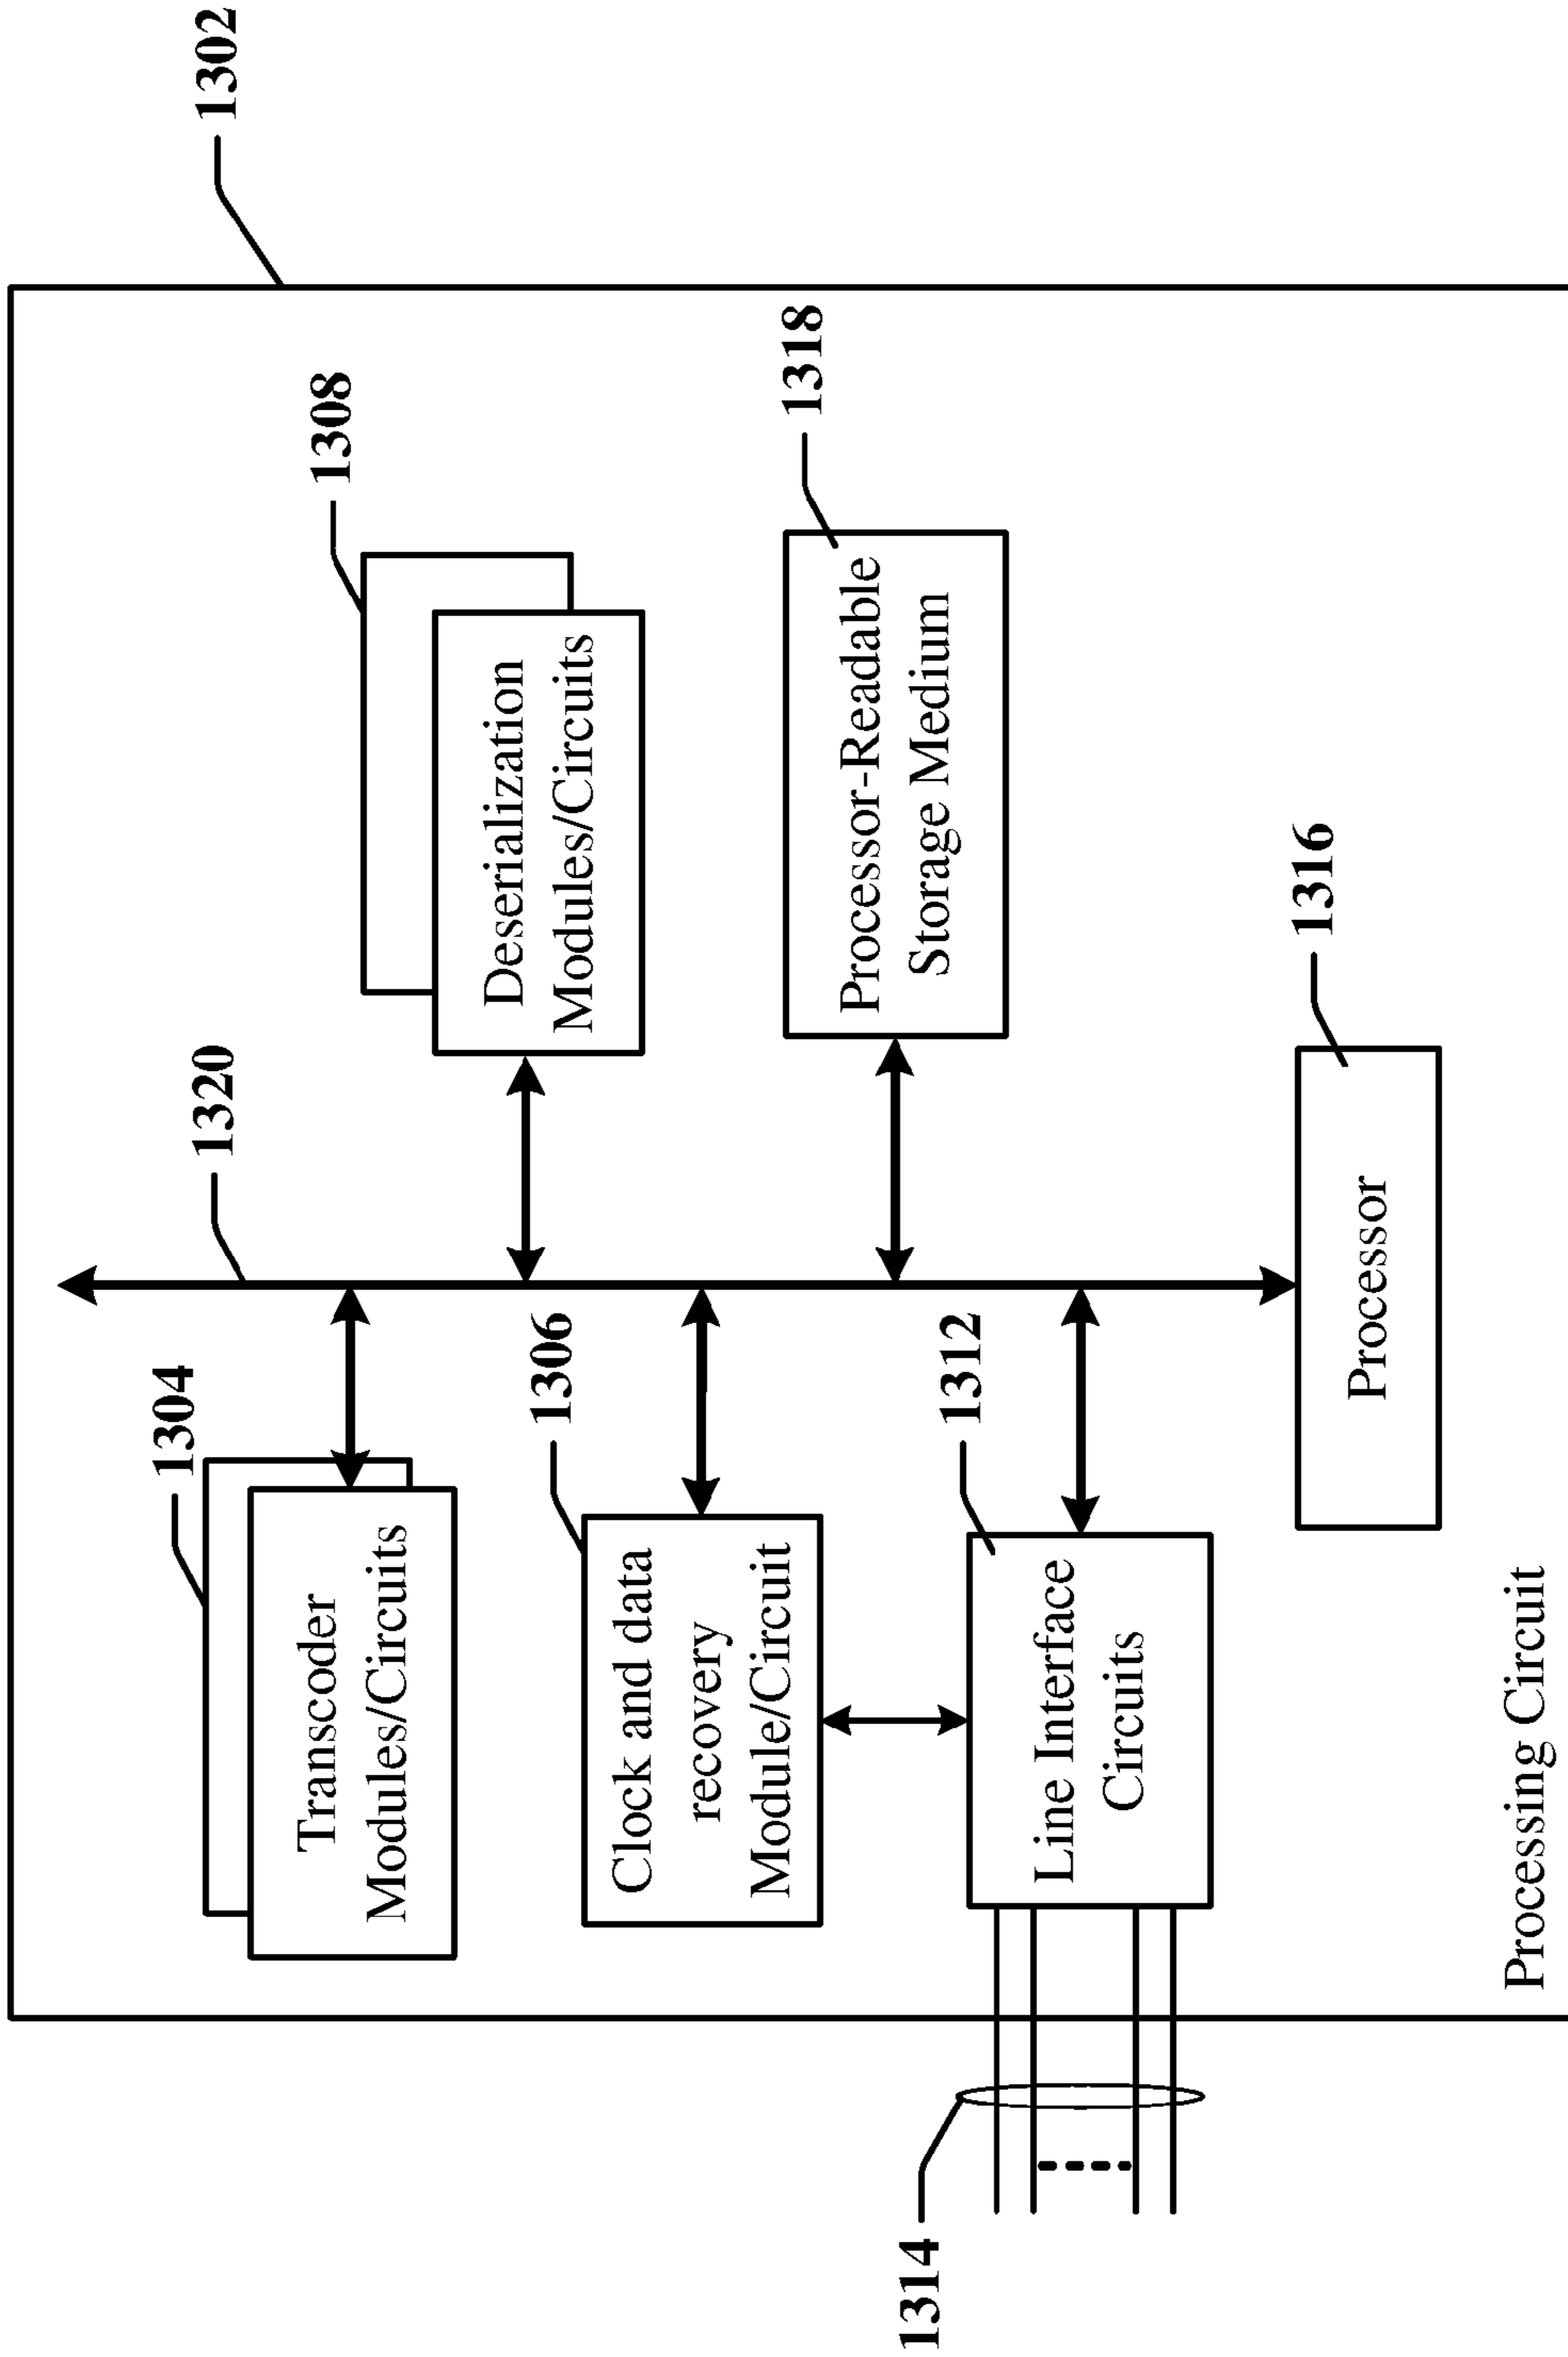 1302
1320
1304
Transcoder
Modules/Circuits
1308
Deserialization
Modules/Circuits
1306
Clock and data
recovery
Module/Circuit
1318
Processor-Readable
Storage Medium
1312
Line Interface
Circuits
1314
1316
Processor
Processing Circuit